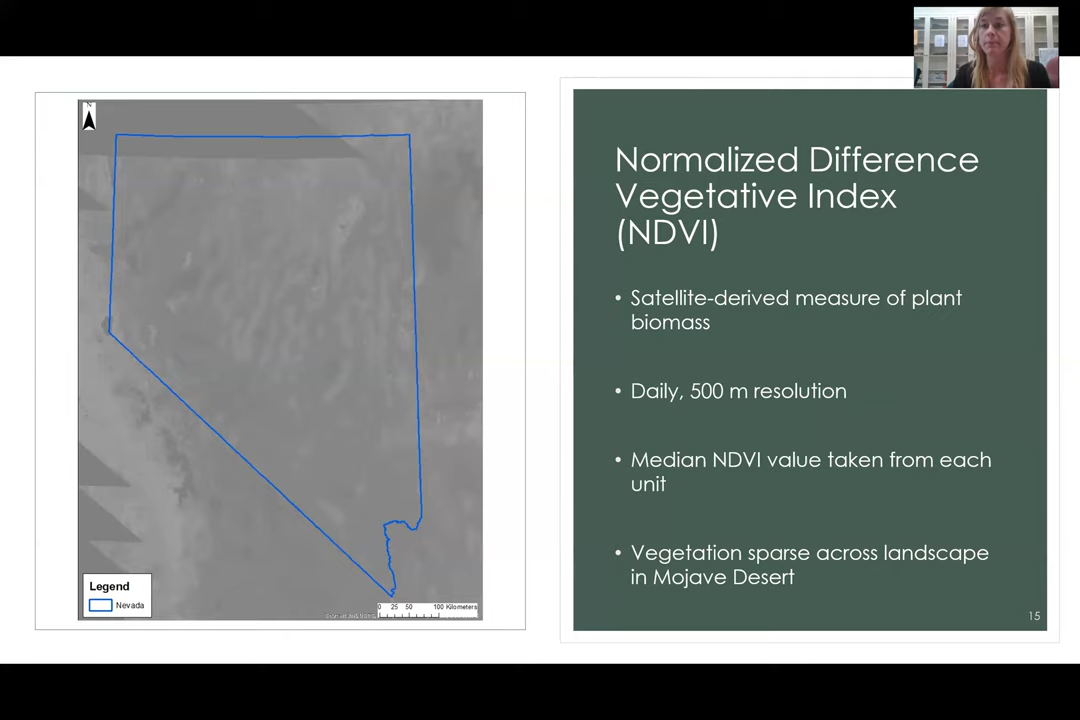 N
Legend
Nevada
0 25 50 100 Kilometers
Normalized Difference
Vegetative Index
(NDVI)
• Satellite-derived measure of plant
biomass
• Daily, 500 m resolution
• Median NDVI value taken from each
unit
• Vegetation sparse across landscape
in Mojave Desert
15